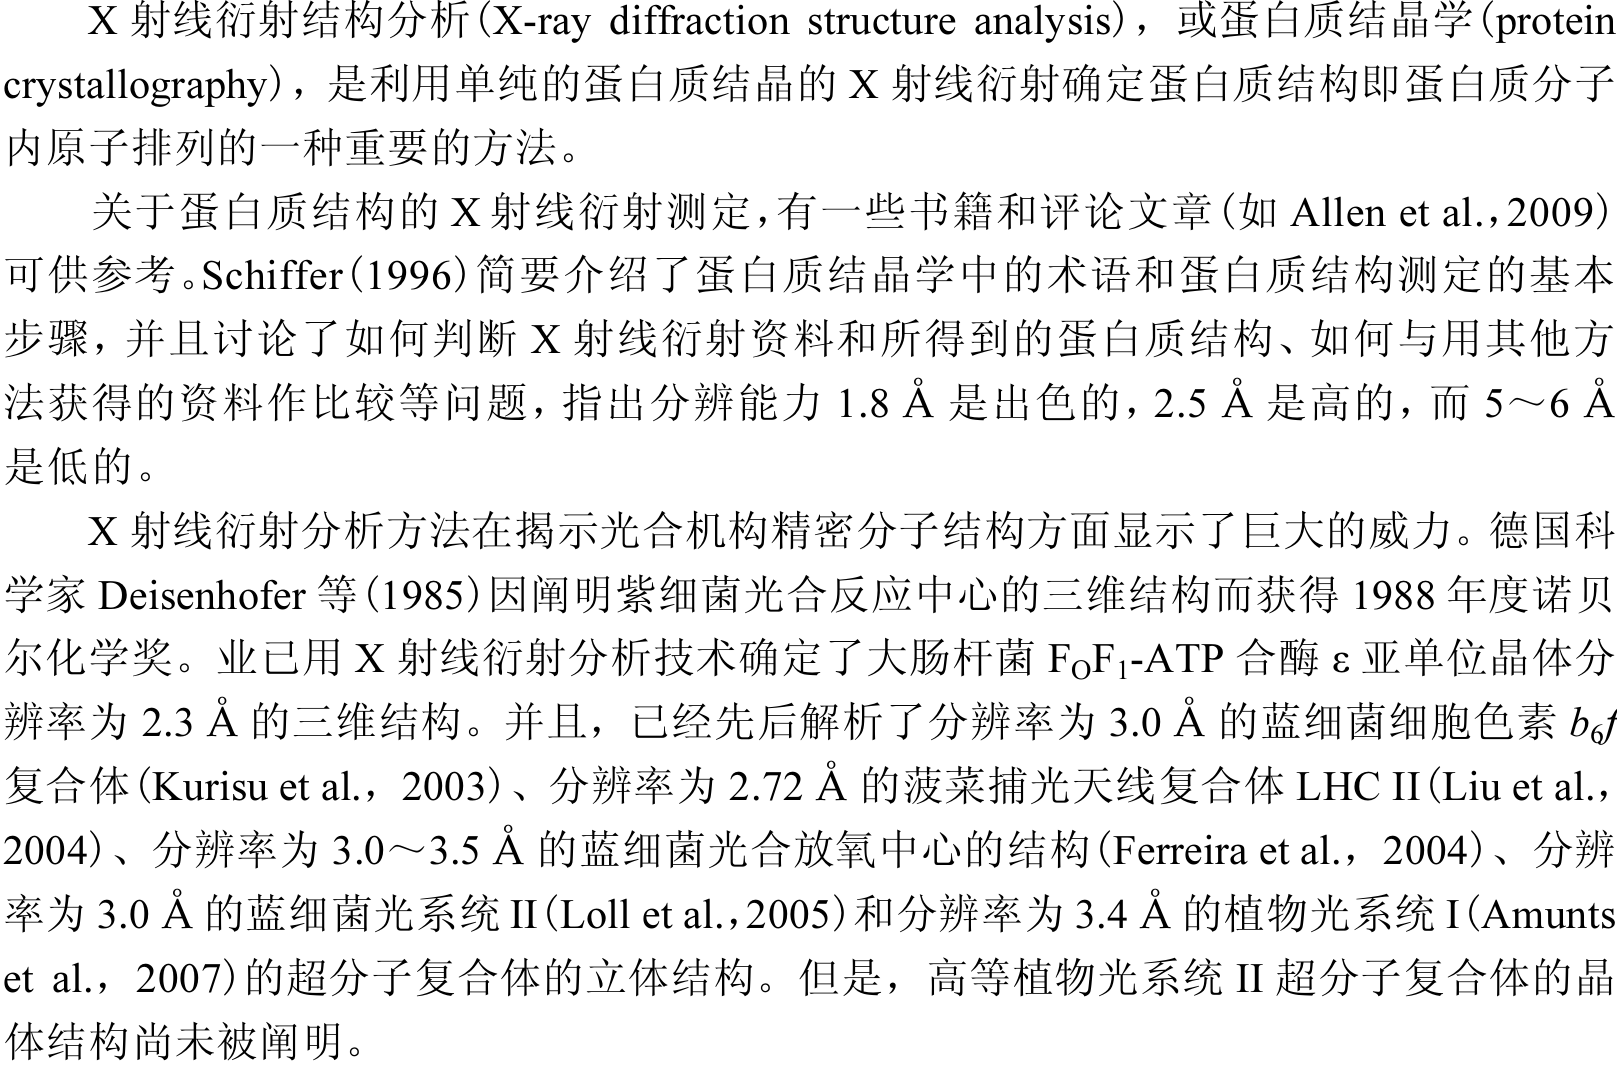 X 射线衍射结构分析(X-ray diffraction structure analysis)，或蛋白质结晶学(protein
crystallography)，是利用单纯的蛋白质结晶的 X 射线衍射确定蛋白质结构即蛋白质分子
内原子排列的一种重要的方法。
关于蛋白质结构的 X 射线衍射测定，有一些书籍和评论文章(如 Allen et al.，2009)
可供参考。Schiffer(1996)简要介绍了蛋白质结晶学中的术语和蛋白质结构测定的基本
步骤，并且讨论了如何判断 X 射线衍射资料和所得到的蛋白质结构、如何与用其他方
法获得的资料作比较等问题，指出分辨能力 1.8 Å 是出色的，2.5 Å 是高的，而 5～6 Å
是低的。
X 射线衍射分析方法在揭示光合机构精密分子结构方面显示了巨大的威力。德国科
学家 Deisenhofer 等(1985)因阐明紫细菌光合反应中心的三维结构而获得 1988 年度诺贝
尔化学奖。业已用 X 射线衍射分析技术确定了大肠杆菌 FOF1-ATP 合酶 ε 亚单位晶体分
辨率为 2.3 Å 的三维结构。并且，已经先后解析了分辨率为 3.0 Å 的蓝细菌细胞色素 b6f
复合体(Kurisu et al.，2003)、分辨率为 2.72 Å 的菠菜捕光天线复合体 LHC II(Liu et al.，
2004)、分辨率为 3.0～3.5 Å 的蓝细菌光合放氧中心的结构(Ferreira et al.，2004)、分辨
率为 3.0 Å 的蓝细菌光系统 II(Loll et al.，2005)和分辨率为 3.4 Å 的植物光系统 I(Amunts
et al.，2007)的超分子复合体的立体结构。但是，高等植物光系统 II 超分子复合体的晶
体结构尚未被阐明。